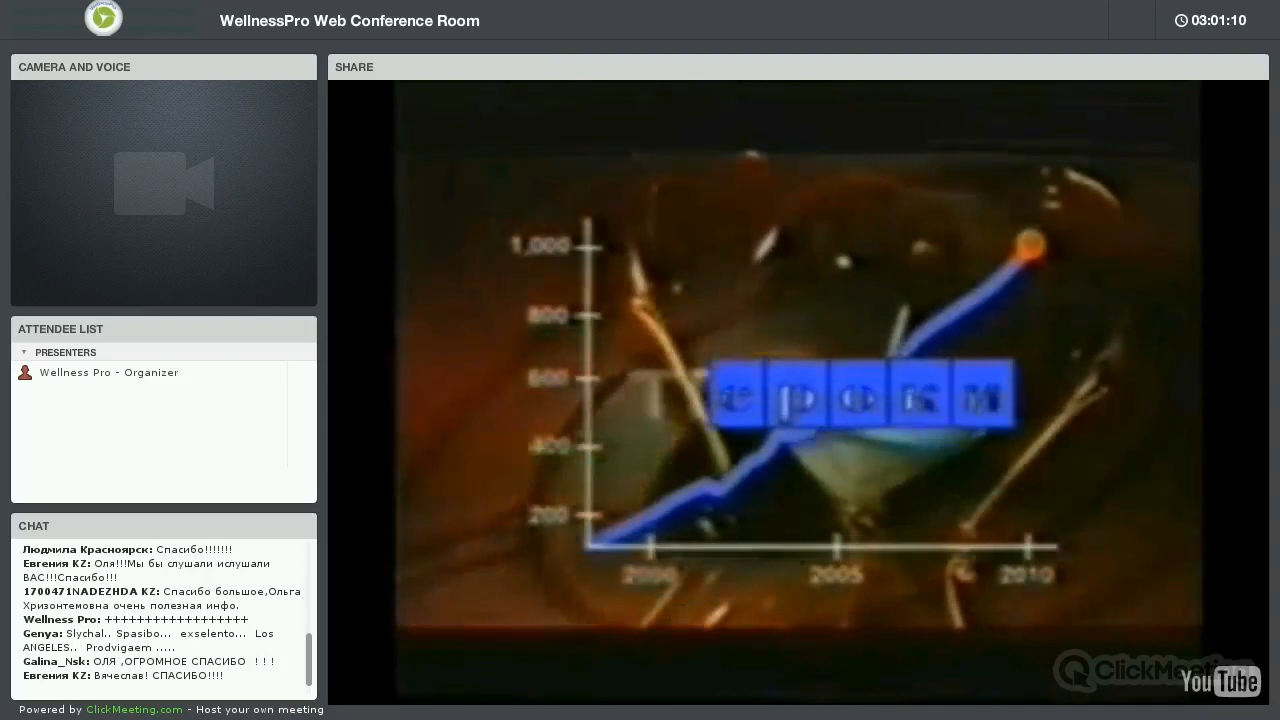 WellnessPro Web Conference Room
03:01:10
CAMERA AND VOICE
ATTENDEE LIST
PRESENTERS
Wellness Pro - Organizer
CHAT
Людмила Красноярск: Спасибо!!!!!!!
Евгения KZ: Оля!!!Мы бы слушали ислушали
ВАС!!!Спасибо!!!
1700471NADEZHDA KZ: Спасибо большое,Ольга
Хризонтемовна очень полезная инфо.
Wellness Pro: ++++++++++++++++++
Genya: Slychal.. Spasibo... exselento... Los
ANGELES.. Prodvigaem .....
Galina_Nsk: ОЛЯ ,ОГРОМНОЕ СПАСИБО ! ! !
Евгения KZ: Вячеслав! СПАСИБО!!!!
Powered by ClickMeeting.com - Host your own meeting
SHARE
1,000
800
600
400
200
2000
2005
2010
ероки
ClickMeeting
YouTube